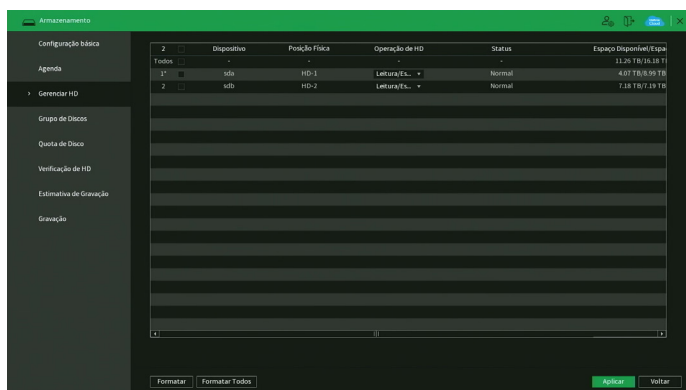 Armazenamento
Configuração básica
Agenda
Gerenciar HD
Grupo de Discos
Quota de Disco
Verificação de HD
Estimativa de Gravação
Gravação
2 Dispositivo Posição Física Operação de HD Status Espaço Disponível/Espa
Todos - - - - 11.26 TB/16.18 T
1* sda HD-1 Leitura/Es... Normal 4.07 TB/8.99 TB
2 sdb HD-2 Leitura/Es... Normal 7.18 TB/7.19 TB
Formatar Formatar Todos Aplicar Voltar